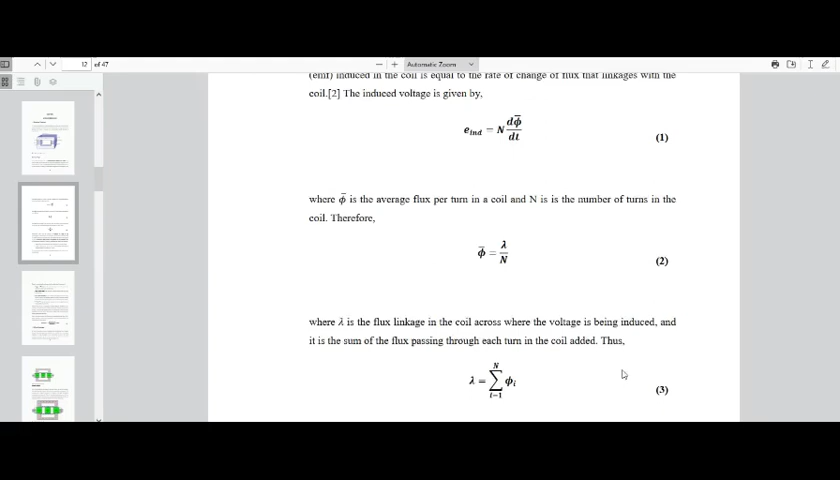 12 of 47
Automatic Zoom
(emf) induced in the coil is equal to the rate of change of flux that linkages with the
coil.[2] The induced voltage is given by,
e_ind = N dϕ̄/dt (1)
where ϕ̄ is the average flux per turn in a coil and N is is the number of turns in the
coil. Therefore,
ϕ̄ = λ/N (2)
where λ is the flux linkage in the coil across where the voltage is being induced, and
it is the sum of the flux passing through each turn in the coil added. Thus,
λ = ∑_{i−1}^{N} ϕ_i (3)